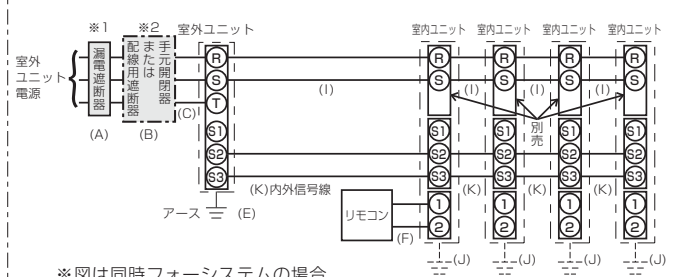 ※1
※2
室外ユニット
室内ユニット
室内ユニット
室内ユニット
室内ユニット
室外
ユニット
電源
漏電遮断器
手元開閉器
または
配線用遮断器
(A)
(B)
(C)
R
S
T
S1
S2
S3
(I)
(I)
(I)
(I)
R
S
S1
S2
S3
1
2
R
S
S1
S2
S3
1
2
R
S
S1
S2
S3
1
2
R
S
S1
S2
S3
1
2
別売
(K)内外信号線
(K)
(K)
(K)
アース
(E)
リモコン
(F)
(J)
(J)
(J)
(J)
※図は同時フォーシステムの場合